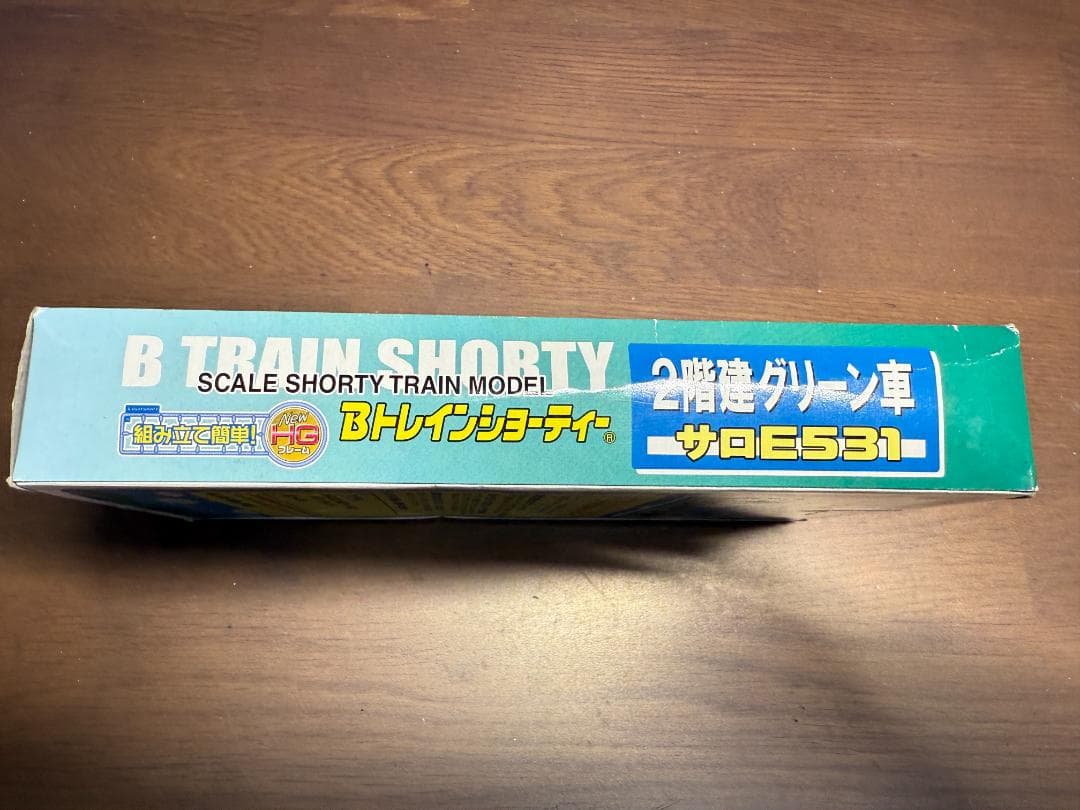 B TRAIN SHORTY
SCALE SHORTY TRAIN MODEL
組み立て簡単!
New
HG
フレーム
Bトレインショーティー®
2階建グリーン車
サロE531